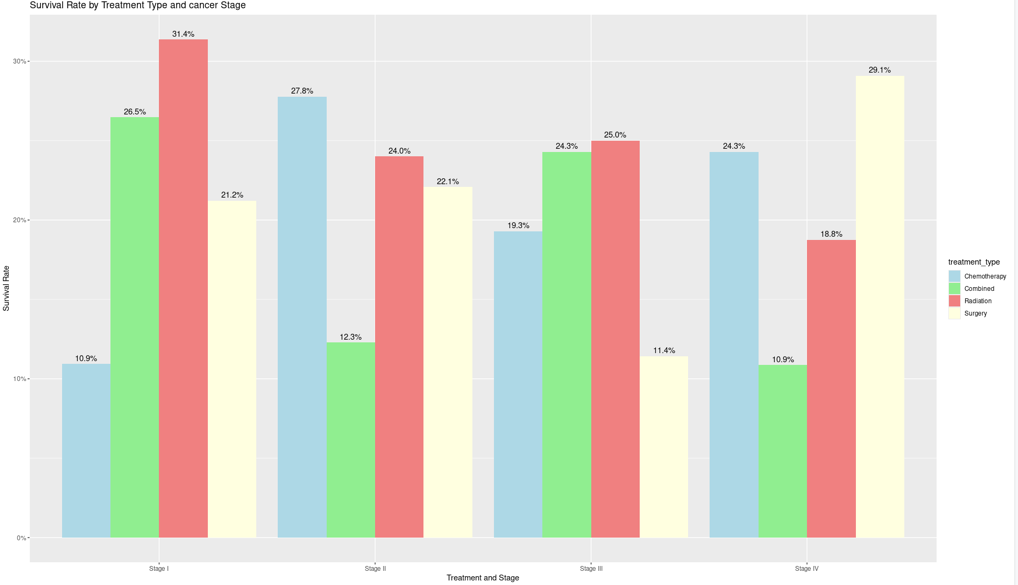 Survival Rate by Treatment Type and cancer Stage
31.4%
30%
29.1%
27.8%
26.5%
25.0%
24.3%
24.3%
24.0%
22.1%
21.2%
20%
19.3%
18.8%
12.3%
11.4%
10.9%
10.9%
10%
0%
Survival Rate
treatment_type
Chemotherapy
Combined
Radiation
Surgery
Stage I
Stage II
Stage III
Stage IV
Treatment and Stage